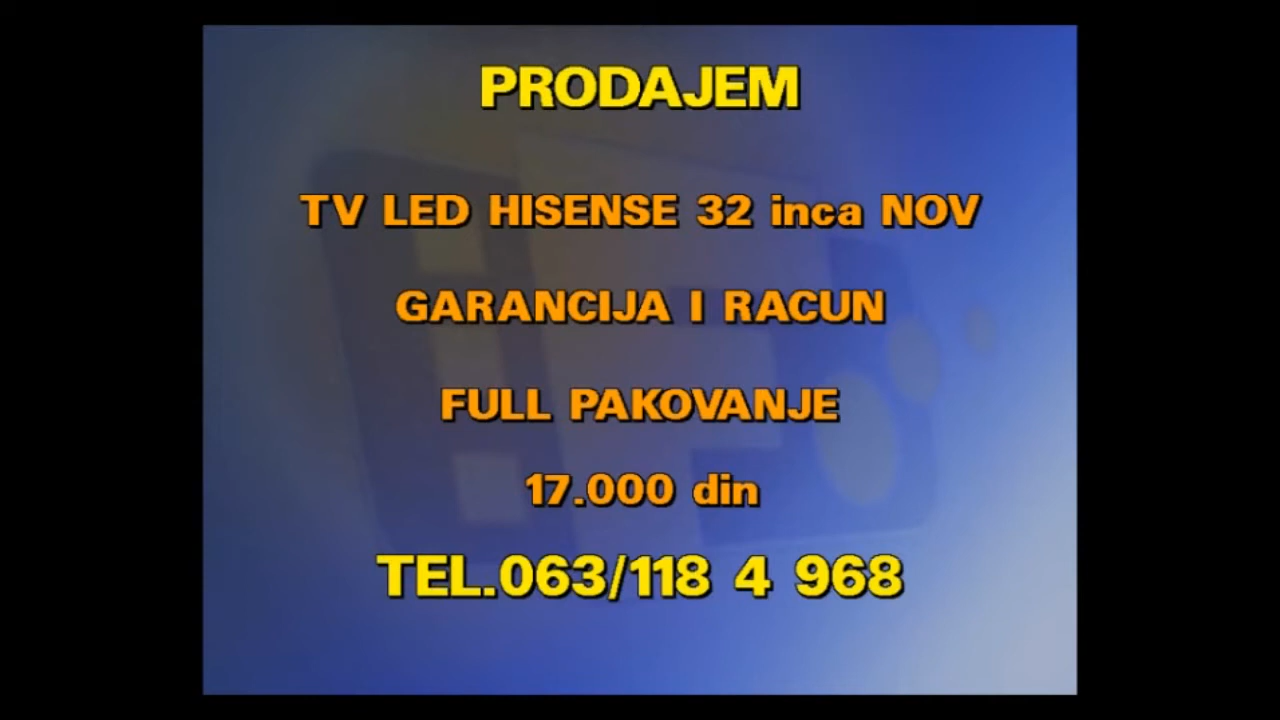 PRODAJEM
TV LED HISENSE 32 inca NOV
GARANCIJA I RACUN
FULL PAKOVANJE
17.000 din
TEL.063/118 4 968